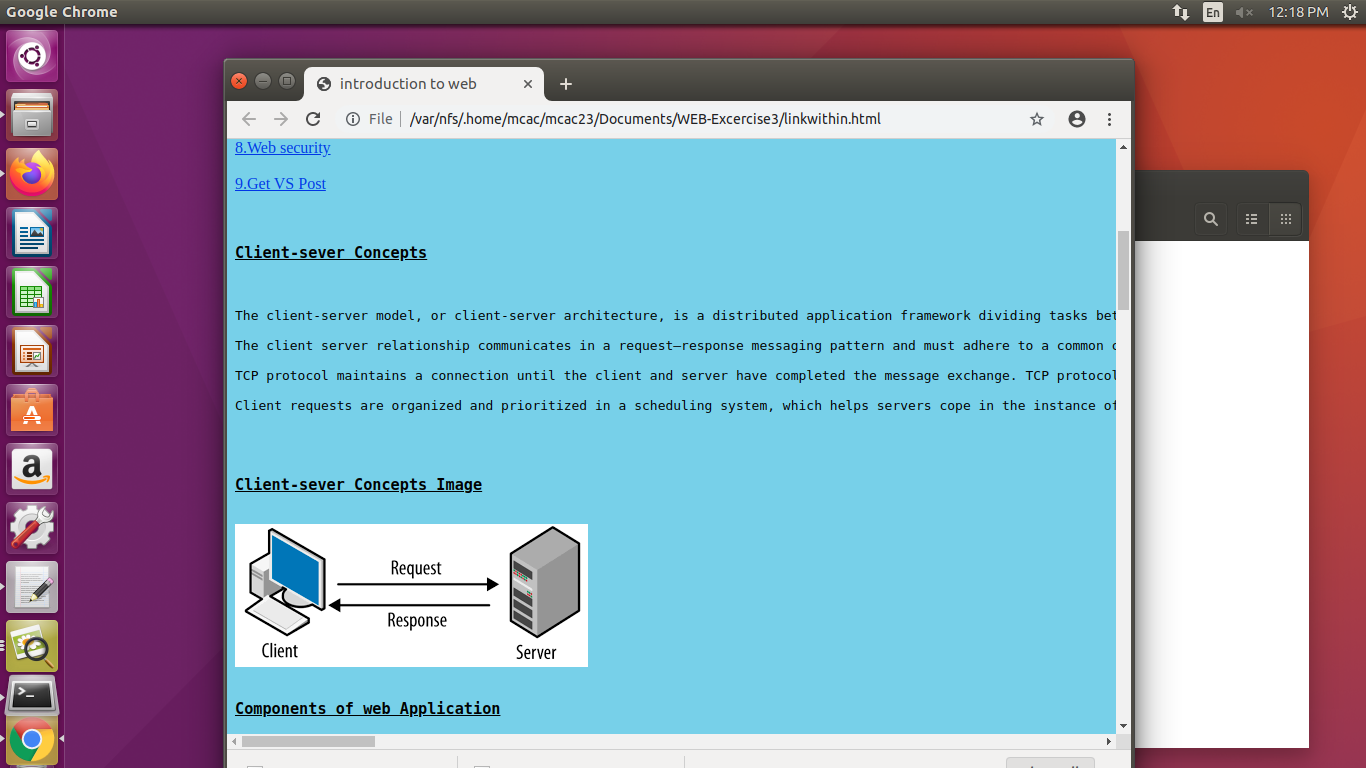 Google Chrome
En
12:18 PM
introduction to web
File
/var/nfs/.home/mcac/mcac23/Documents/WEB-Excercise3/linkwithin.html
8.Web security
9.Get VS Post
Client-sever Concepts
The client-server model, or client-server architecture, is a distributed application framework dividing tasks
The client server relationship communicates in a request–response messaging pattern and must adhere to a common
TCP protocol maintains a connection until the client and server have completed the message exchange. TCP protocol
Client requests are organized and prioritized in a scheduling system, which helps servers cope in the instance of
Client-sever Concepts Image
Request
Response
Client
Server
Components of web Application